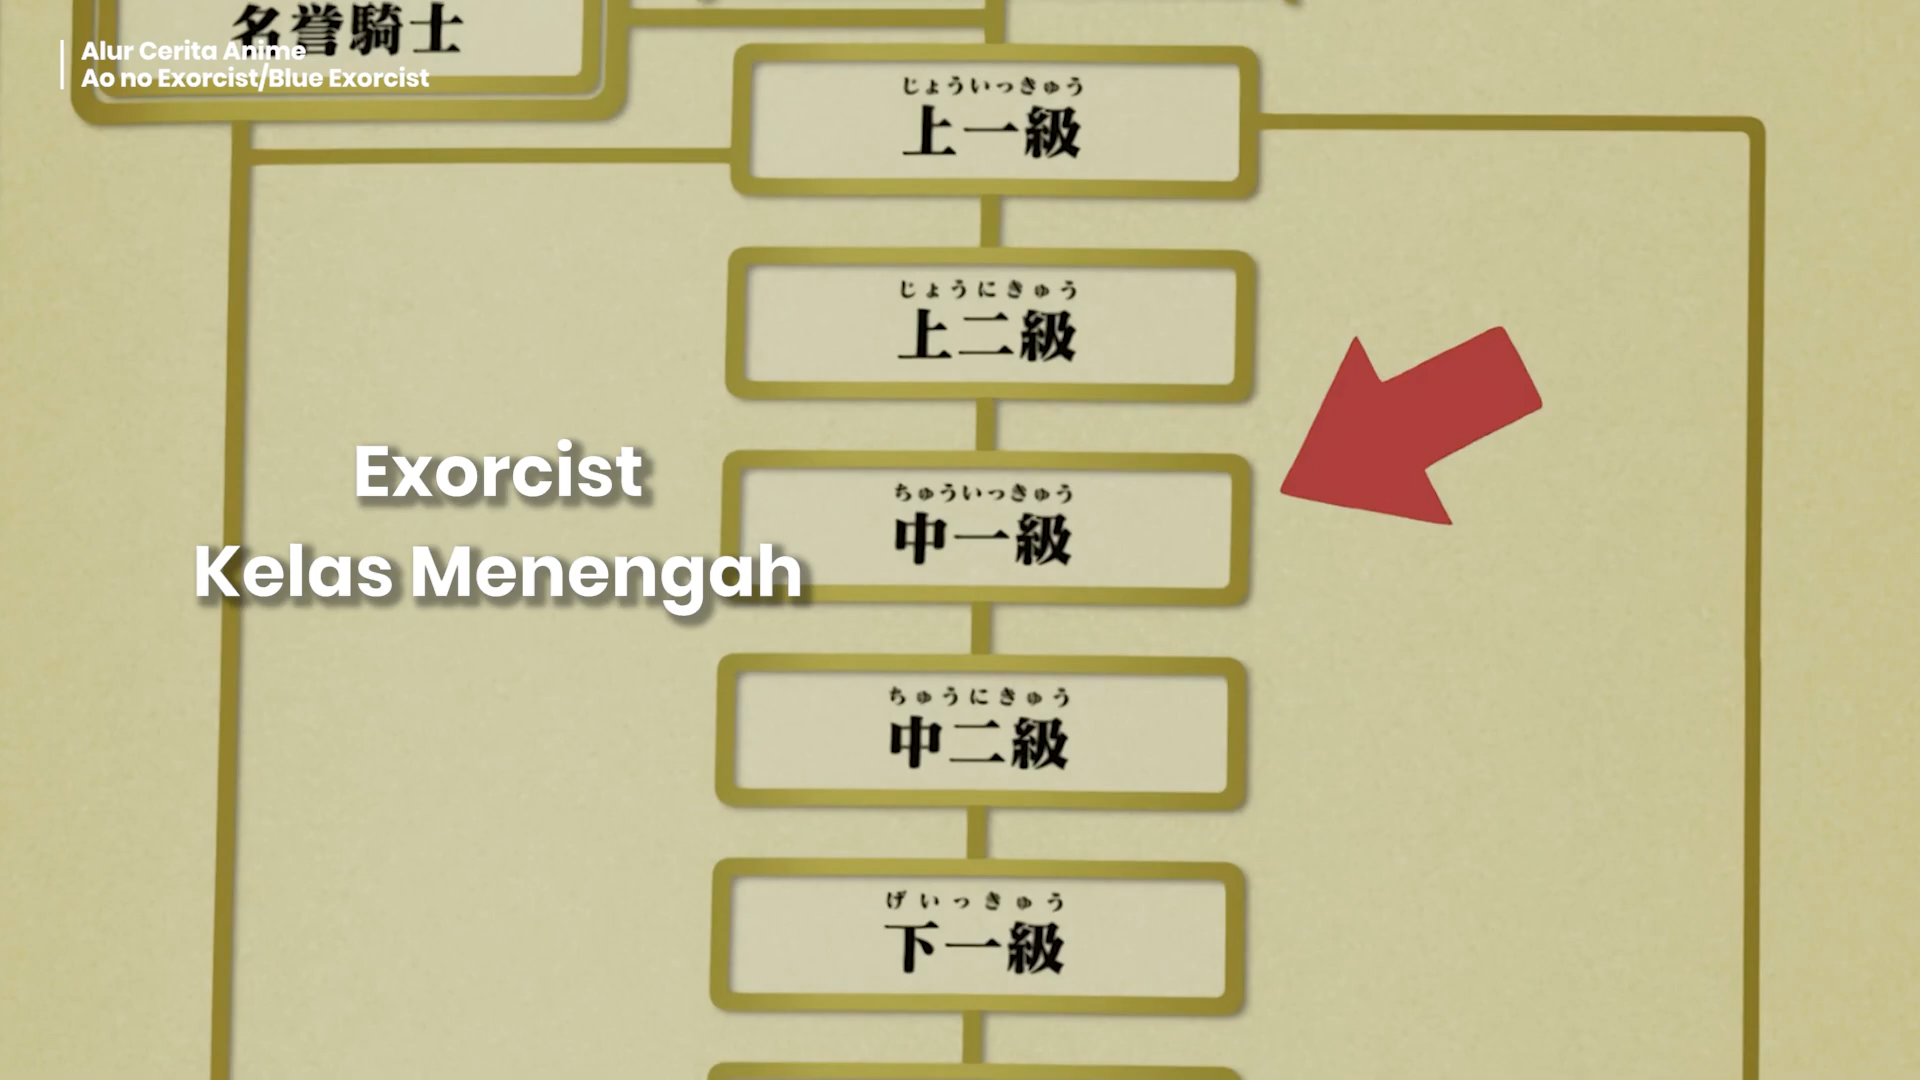 名誉騎士
Alur Cerita Anime
Ao no Exorcist/Blue Exorcist
じょういっきゅう
上一級
じょうにきゅう
上二級
Exorcist
Kelas Menengah
ちゅういっきゅう
中一級
ちゅうにきゅう
中二級
げいっきゅう
下一級